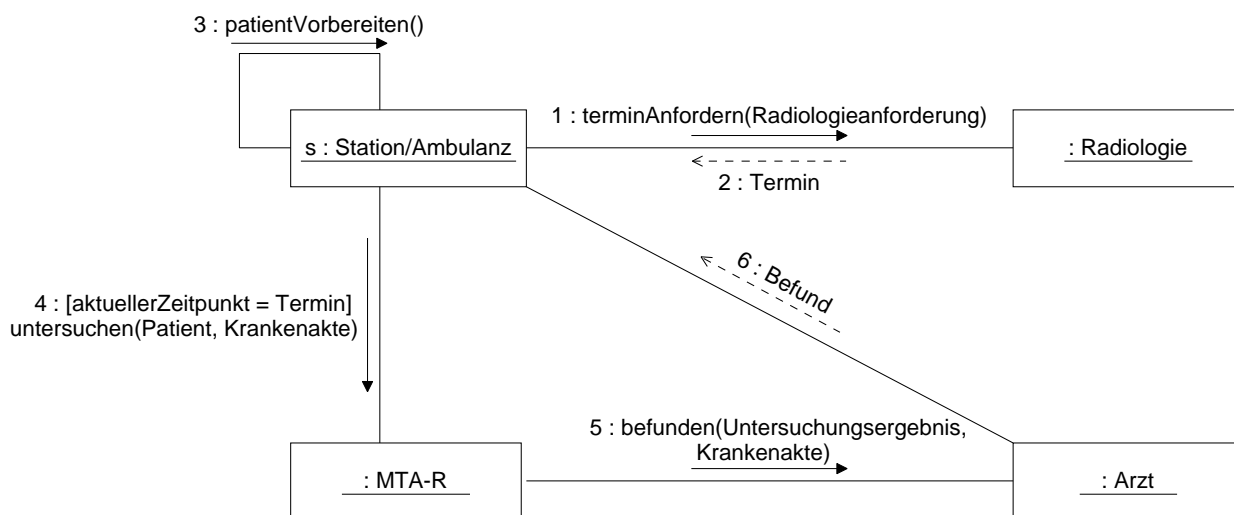 3 : patientVorbereiten()
1 : terminAnfordern(Radiologieanforderung)
s : Station/Ambulanz
: Radiologie
2 : Termin
6 : Befund
4 : [aktuellerZeitpunkt = Termin]
untersuchen(Patient, Krankenakte)
5 : befunden(Untersuchungsergebnis,
Krankenakte)
: MTA-R
: Arzt